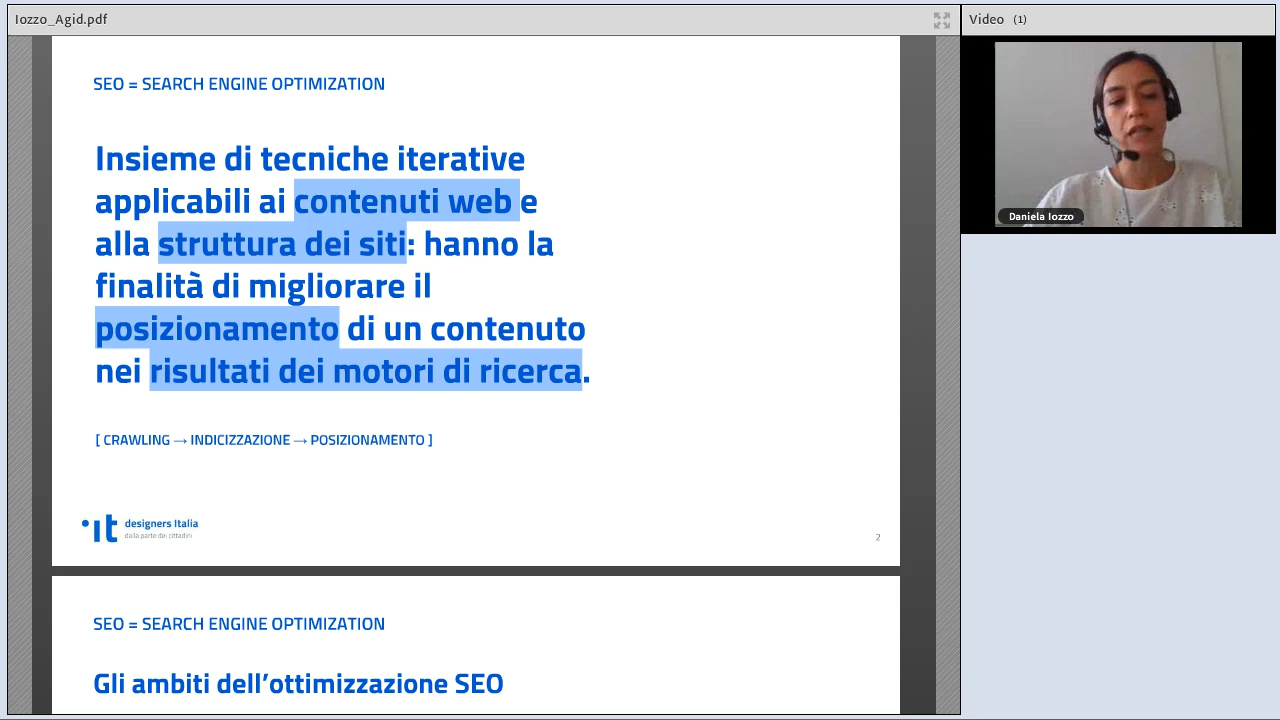 Iozzo_Agid.pdf
Video (1)
SEO = SEARCH ENGINE OPTIMIZATION
Insieme di tecniche iterative
applicabili ai contenuti web e
alla struttura dei siti: hanno la
finalità di migliorare il
posizionamento di un contenuto
nei risultati dei motori di ricerca.
[ CRAWLING → INDICIZZAZIONE → POSIZIONAMENTO ]
it designers Italia
dalla parte dei cittadini
2
Daniela Iozzo
SEO = SEARCH ENGINE OPTIMIZATION
Gli ambiti dell’ottimizzazione SEO